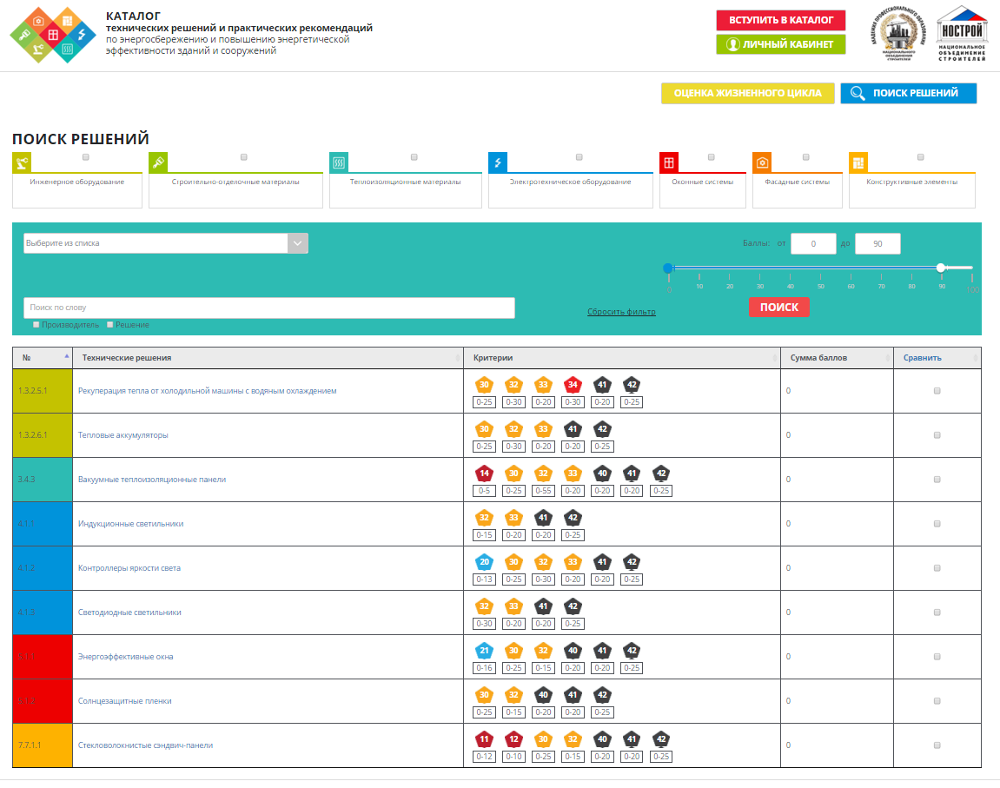 КАТАЛОГ
технических решений и практических рекомендаций
по энергосбережению и повышению энергетической
эффективности зданий и сооружений
ВСТУПИТЬ В КАТАЛОГ
ЛИЧНЫЙ КАБИНЕТ
АКАДЕМИЯ ПРОФЕССИОНАЛЬНОГО ОБРАЗОВАНИЯ
НАЦИОНАЛЬНОГО
ОБЪЕДИНЕНИЯ
СТРОИТЕЛЕЙ
НОСТРОЙ
НАЦИОНАЛЬНОЕ
ОБЪЕДИНЕНИЕ
СТРОИТЕЛЕЙ
ОЦЕНКА ЖИЗНЕННОГО ЦИКЛА
ПОИСК РЕШЕНИЙ
ПОИСК РЕШЕНИЙ
Инженерное оборудование
Строительно-отделочные материалы
Теплоизоляционные материалы
Электротехническое оборудование
Оконные системы
Фасадные системы
Конструктивные элементы
Выберите из списка
Баллы: от 0 до 90
0 10 20 30 40 50 60 70 80 90 100
Поиск по слову
Сбросить фильтр
ПОИСК
Производитель Решение
№ Технические решения Критерии Сумма баллов Сравнить
1.3.2.5.1 Рекуперация тепла от холодильной машины с водяным охлаждением 30 32 33 34 41 42 0
0-25 0-30 0-20 0-30 0-20 0-25
1.3.2.6.1 Тепловые аккумуляторы 30 32 33 41 42 0
0-25 0-30 0-20 0-20 0-25
3.4.3 Вакуумные теплоизоляционные панели 14 30 32 33 40 41 42 0
0-5 0-25 0-55 0-20 0-20 0-20 0-25
4.1.1 Индукционные светильники 32 33 41 42 0
0-15 0-20 0-20 0-25
4.1.2 Контроллеры яркости света 20 30 32 33 41 42 0
0-13 0-25 0-30 0-20 0-20 0-25
4.1.3 Светодиодные светильники 32 33 41 42 0
0-30 0-20 0-20 0-25
Энергоэффективные окна 21 30 32 40 41 42 0
0-16 0-25 0-15 0-20 0-20 0-25
5.1.2 Солнцезащитные пленки 30 32 40 41 42 0
0-25 0-15 0-20 0-20 0-25
7.7.1.1 Стекловолокнистые сэндвич-панели 11 12 30 32 40 41 42 0
0-12 0-10 0-25 0-15 0-20 0-20 0-25